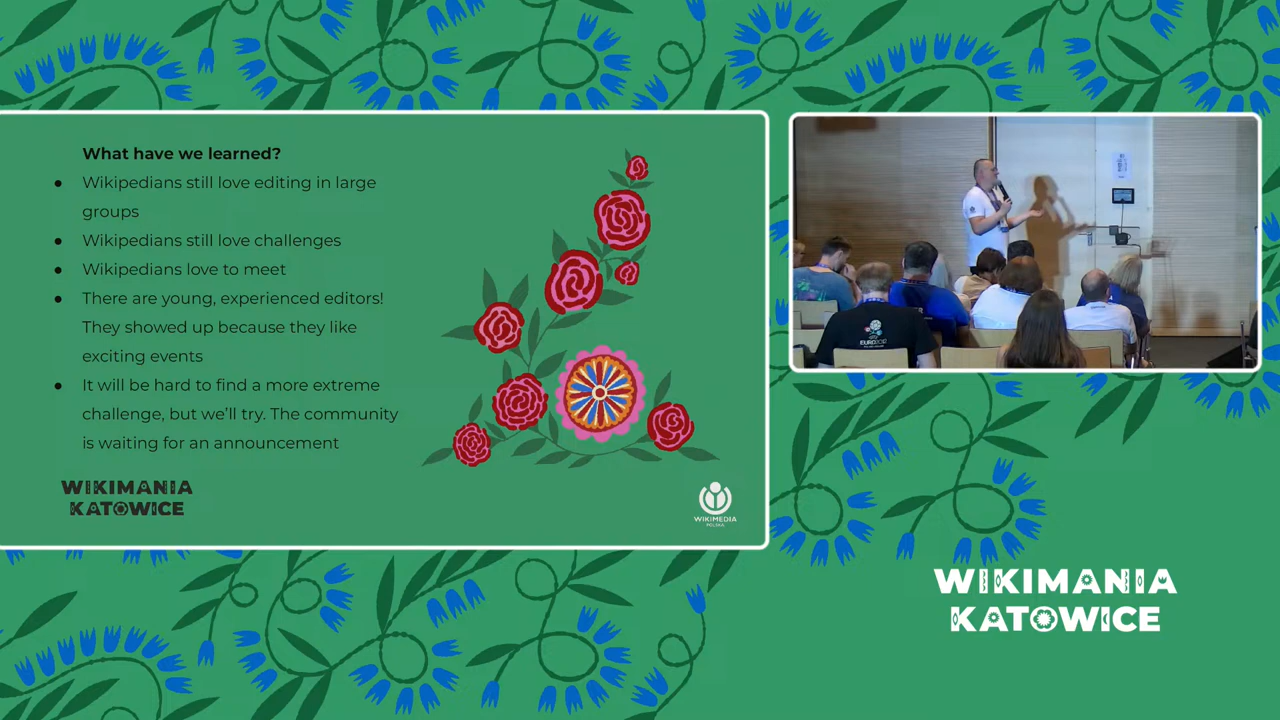 What have we learned?
● Wikipedians still love editing in large
groups
● Wikipedians still love challenges
● Wikipedians love to meet
● There are young, experienced editors!
They showed up because they like
exciting events
● It will be hard to find a more extreme
challenge, but we'll try. The community
is waiting for an announcement
WIKIMANIA
KATOWICE
WIKIMEDIA
POLSKA
EURO2012
WIKIMANIA
KATOWICE